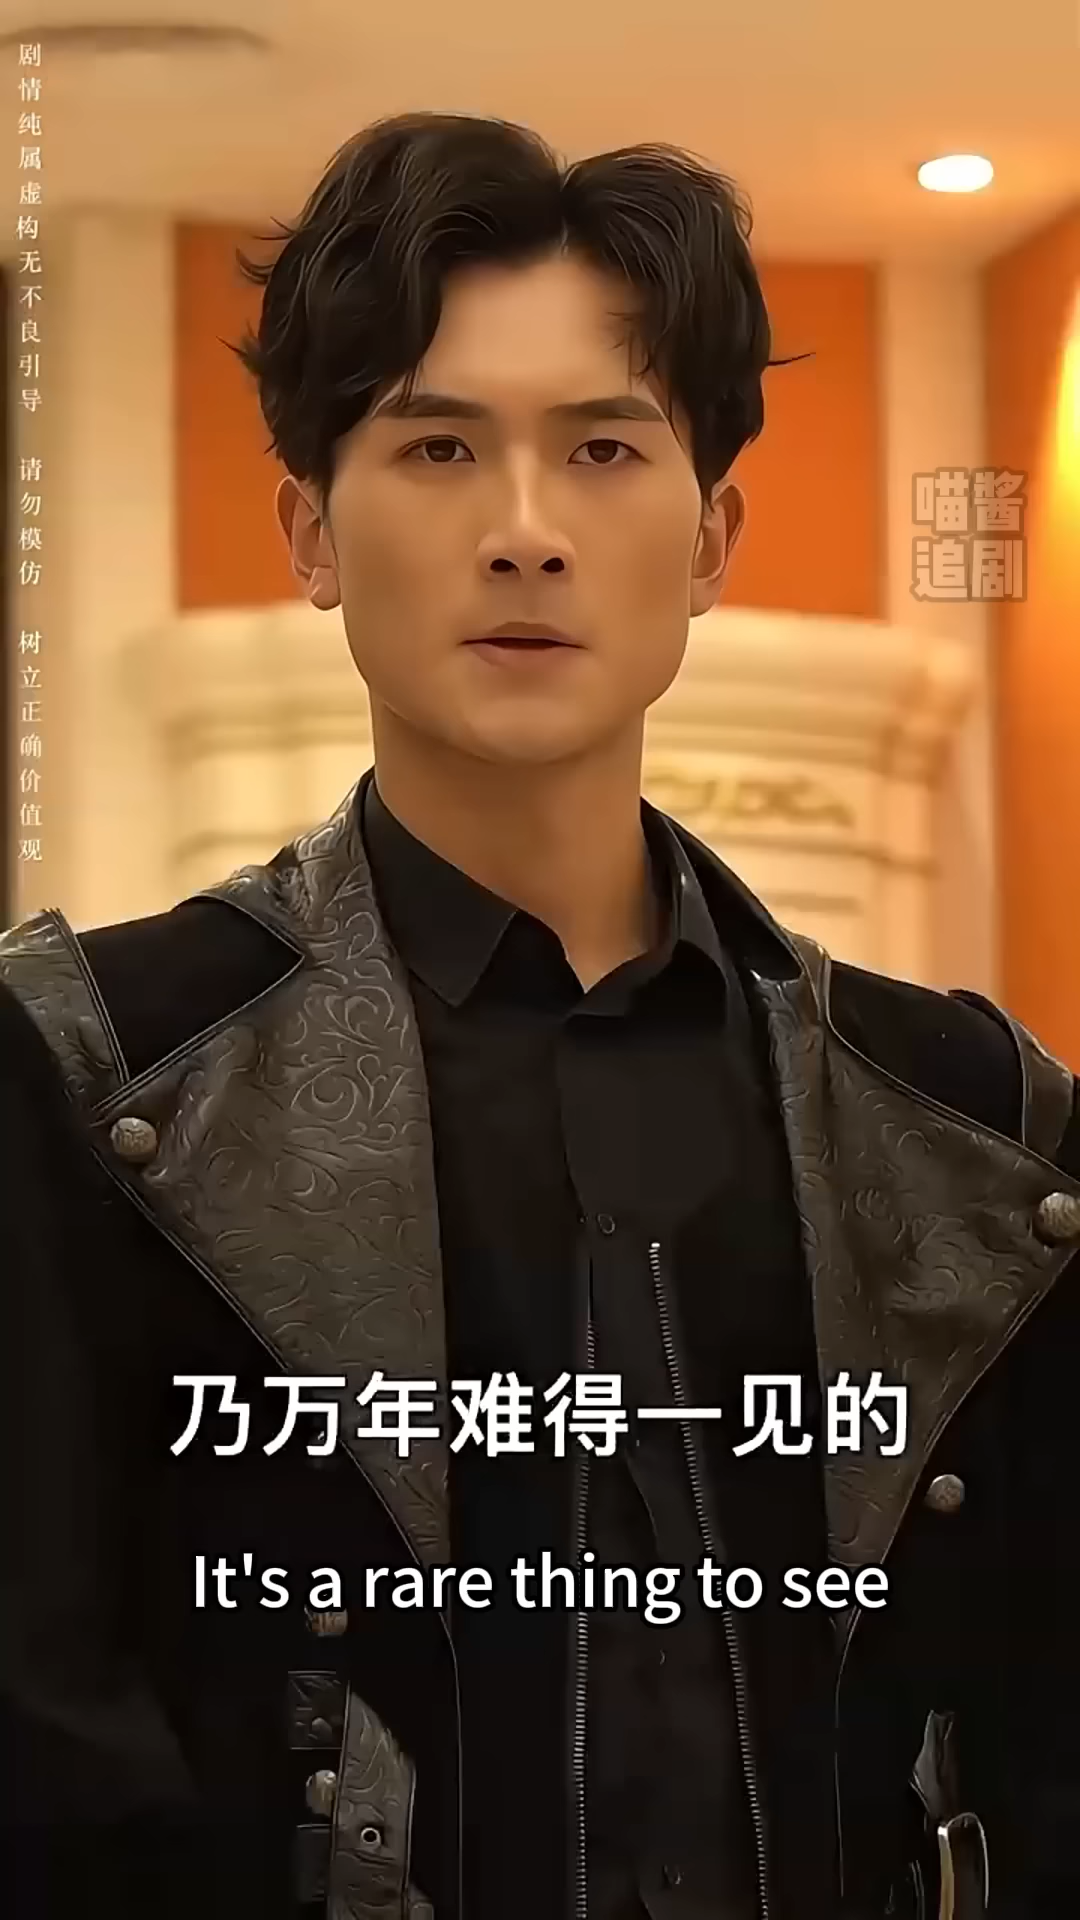 剧情纯属虚构无不良引导 请勿模仿 树立正确价值观
喵酱
追剧
乃万年难得一见的
It's a rare thing to see